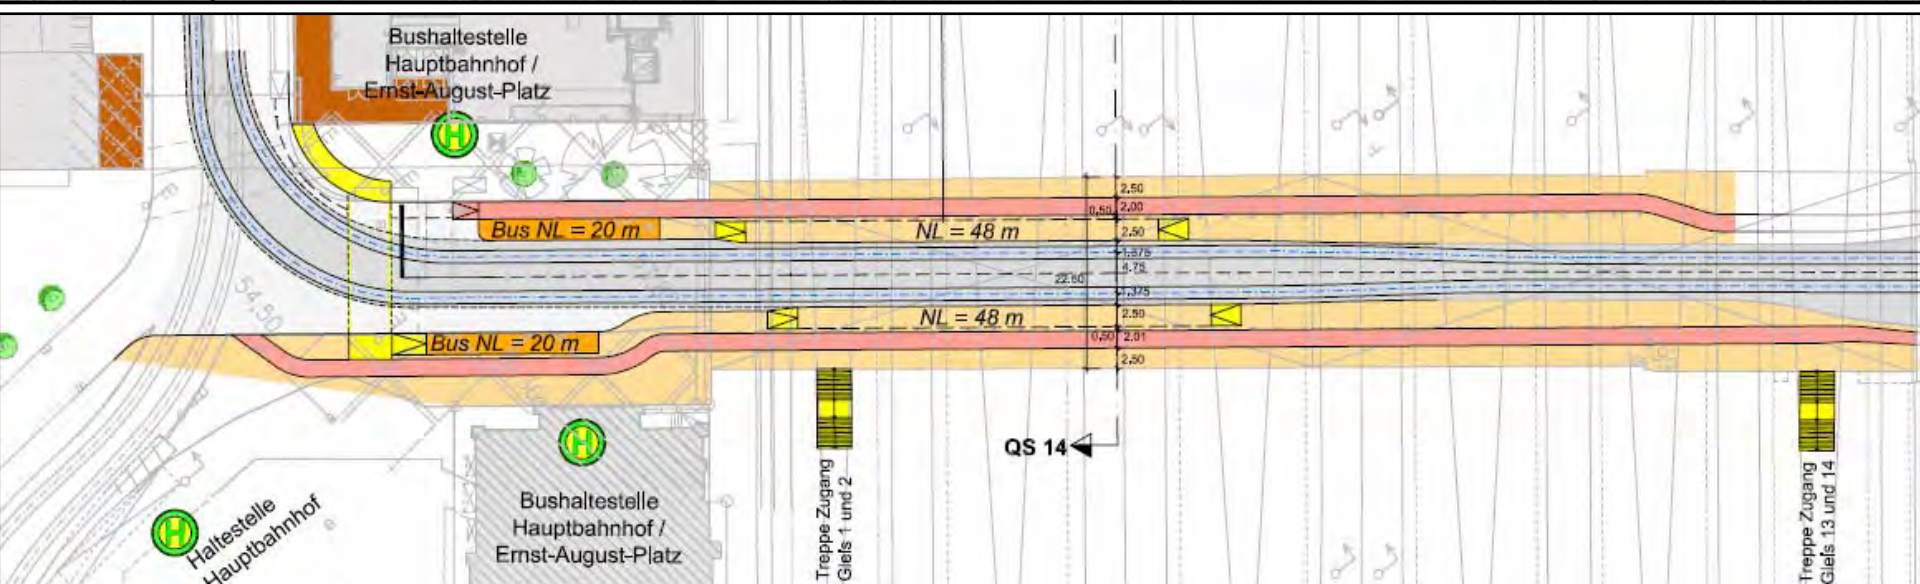 Bushaltestelle
Hauptbahnhof /
Ernst-August-Platz
H
Bus NL = 20 m
NL = 48 m
2,50
0,50
2,00
2,50
1,375
4,75
22,60
1,375
2,50
0,50
2,01
2,50
NL = 48 m
Bus NL = 20 m
54,90
QS 14
H
Bushaltestelle
Hauptbahnhof /
Ernst-August-Platz
H
Haltestelle
Hauptbahnhof
Treppe Zugang
Gleis 1 und 2
Treppe Zugang
Gleis 13 und 14